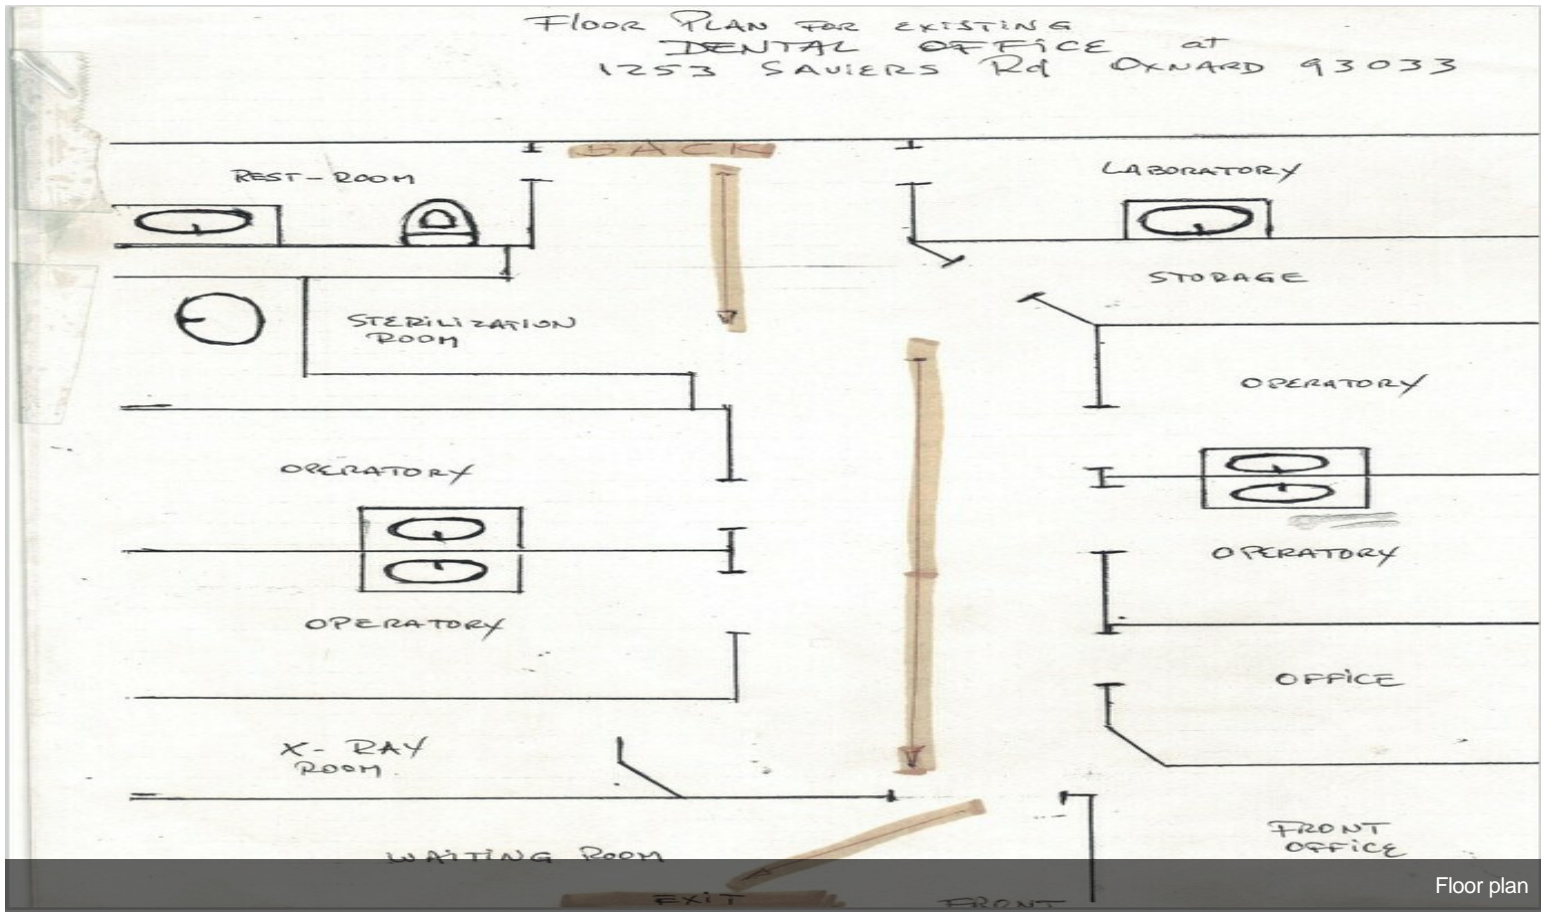 FLOOR PLAN FOR EXISTING
DENTAL OFFICE at
1253 SAVIERS Rd OXNARD 93033
BACK
REST-ROOM
LABORATORY
STORAGE
STERILIZATION
ROOM
OPERATORY
OPERATORY
OPERATORY
OPERATORY
OFFICE
X-RAY
ROOM.
FRONT
OFFICE
WAITING ROOM
Floor plan
EXIT
FRONT